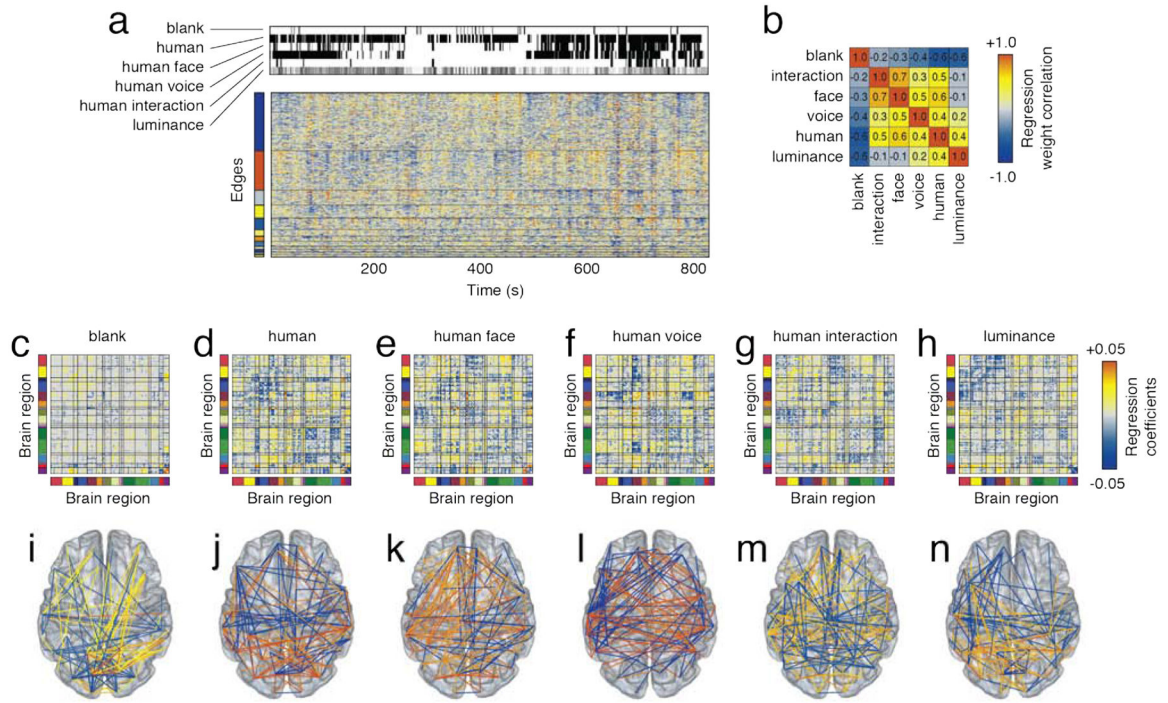 a
blank
human
human face
human voice
human interaction
luminance
Edges
200 400 600 800
Time (s)
b
blank 1.0 -0.2 -0.3 -0.4 -0.6 -0.6
interaction -0.2 1.0 0.7 0.3 0.5 -0.1
face -0.3 0.7 1.0 0.5 0.6 -0.1
voice -0.4 0.3 0.5 1.0 0.4 0.2
human -0.6 0.5 0.6 0.4 1.0 0.4
luminance -0.6 -0.1 -0.1 0.2 0.4 1.0
blank
interaction
face
voice
human
luminance
+1.0
-1.0
Regression
weight correlation
c blank
Brain region
Brain region
d human
Brain region
Brain region
e human face
Brain region
Brain region
f human voice
Brain region
Brain region
g human interaction
Brain region
Brain region
h luminance
Brain region
Brain region
+0.05
-0.05
Regression
coefficients
i j k l m n